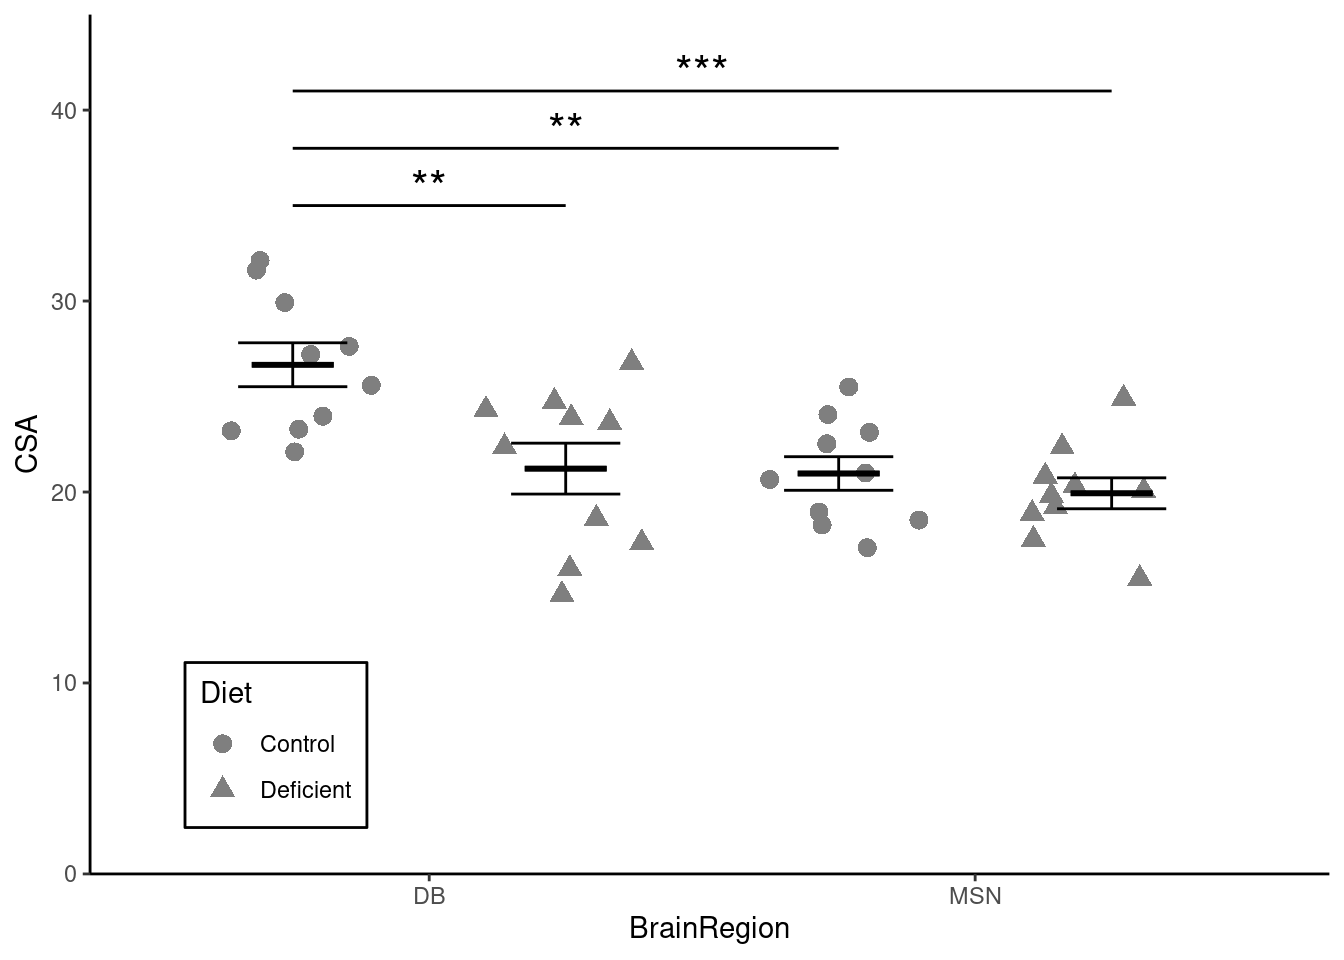 ***
**
**
40
30
20
10
0
CSA
Diet
Control
Deficient
DB
MSN
BrainRegion